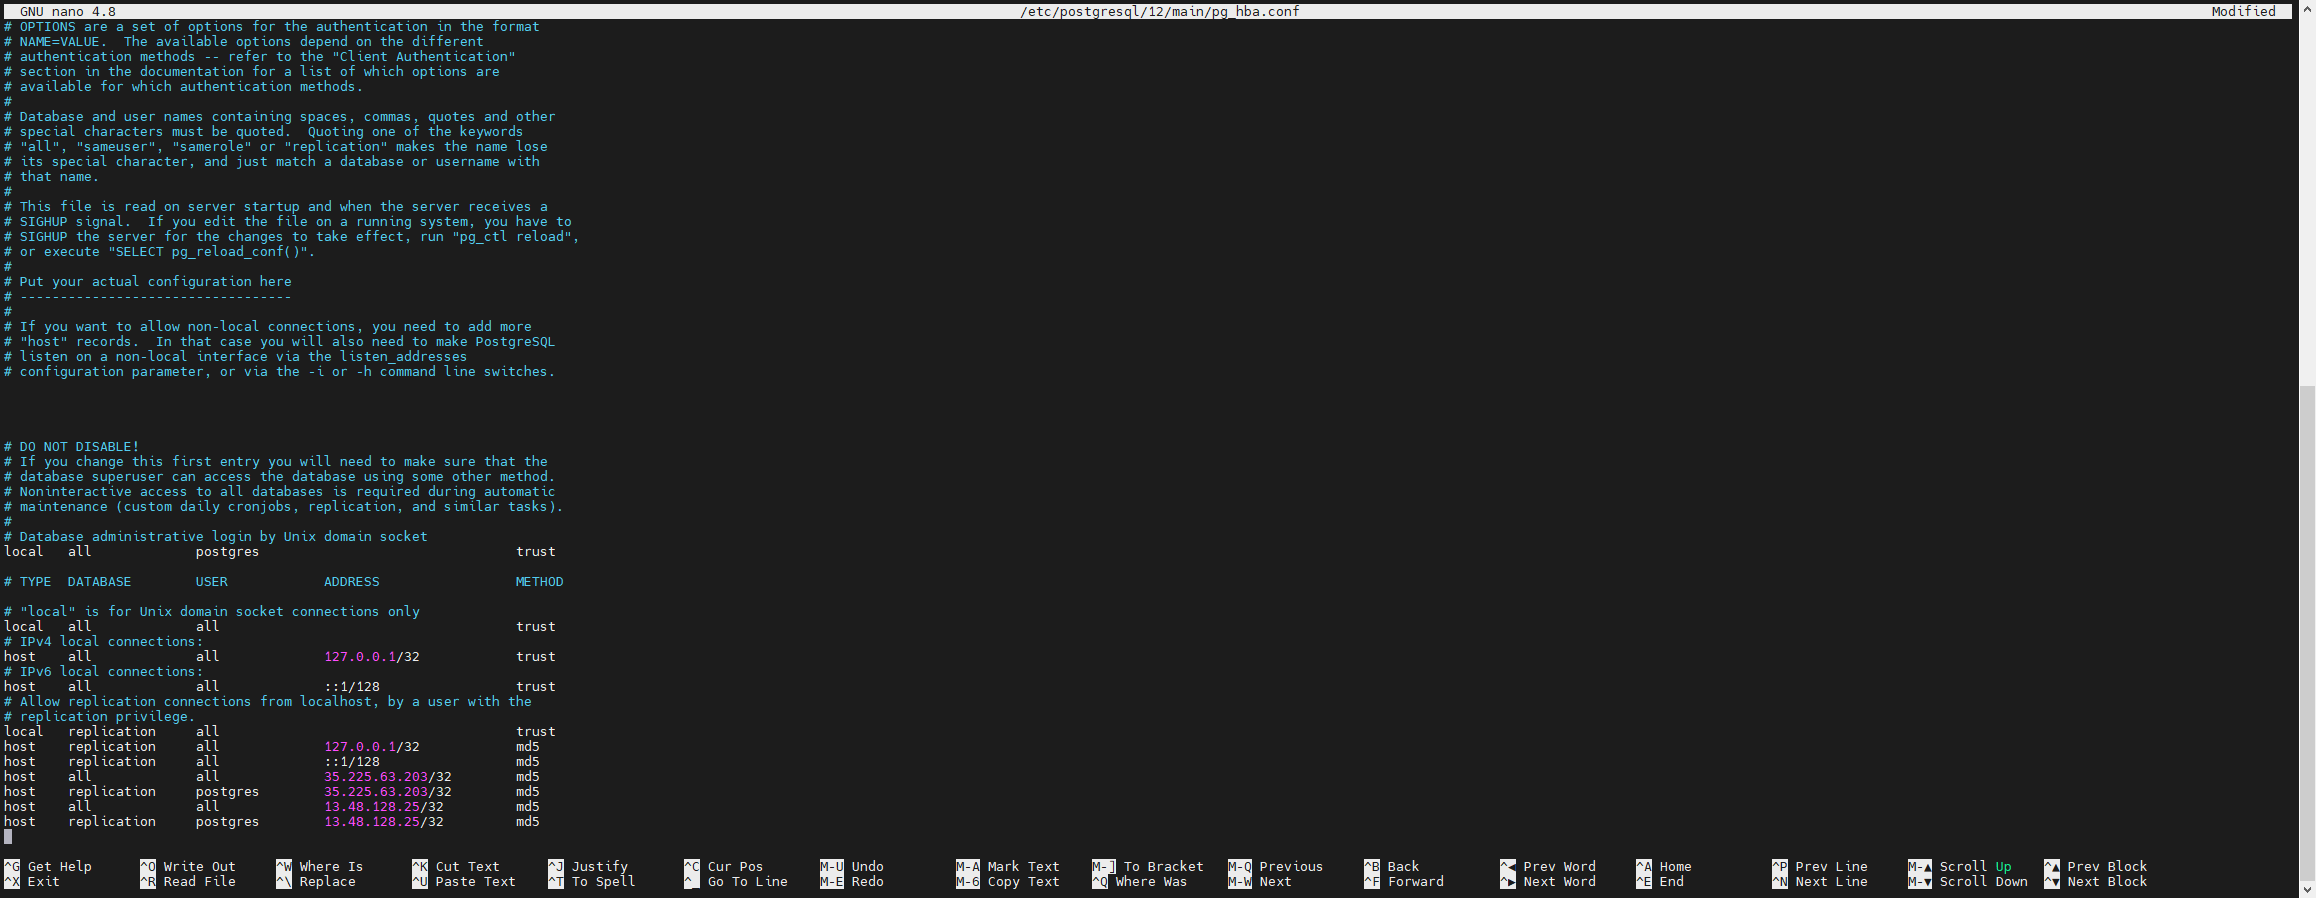 GNU nano 4.8 /etc/postgresql/12/main/pg_hba.conf Modified
# OPTIONS are a set of options for the authentication in the format
# NAME=VALUE.  The available options depend on the different
# authentication methods -- refer to the "Client Authentication"
# section in the documentation for a list of which options are
# available for which authentication methods.
#
# Database and user names containing spaces, commas, quotes and other
# special characters must be quoted.  Quoting one of the keywords
# "all", "sameuser", "samerole" or "replication" makes the name lose
# its special character, and just match a database or username with
# that name.
#
# This file is read on server startup and when the server receives a
# SIGHUP signal.  If you edit the file on a running system, you have to
# SIGHUP the server for the changes to take effect, run "pg_ctl reload",
# or execute "SELECT pg_reload_conf()".
#
# Put your actual configuration here
# ----------------------------------
#
# If you want to allow non-local connections, you need to add more
# "host" records.  In that case you will also need to make PostgreSQL
# listen on a non-local interface via the listen_addresses
# configuration parameter, or via the -i or -h command line switches.
# DO NOT DISABLE!
# If you change this first entry you will need to make sure that the
# database superuser can access the database using some other method.
# Noninteractive access to all databases is required during automatic
# maintenance (custom daily cronjobs, replication, and similar tasks).
#
# Database administrative login by Unix domain socket
local   all             postgres                                trust
# TYPE  DATABASE        USER            ADDRESS                 METHOD
# "local" is for Unix domain socket connections only
local   all             all                                     trust
# IPv4 local connections:
host    all             all             127.0.0.1/32            trust
# IPv6 local connections:
host    all             all             ::1/128                 trust
# Allow replication connections from localhost, by a user with the
# replication privilege.
local   replication     all                                     trust
host    replication     all             127.0.0.1/32            md5
host    replication     all             ::1/128                 md5
host    all             all             35.225.63.203/32        md5
host    replication     postgres        35.225.63.203/32        md5
host    all             all             13.48.128.25/32         md5
host    replication     postgres        13.48.128.25/32         md5
^G Get Help ^O Write Out ^W Where Is ^K Cut Text ^J Justify ^C Cur Pos M-U Undo M-A Mark Text M-] To Bracket M-Q Previous ^B Back ^◀ Prev Word ^A Home ^P Prev Line M-▲ Scroll Up ^▲ Prev Block
^X Exit ^R Read File ^\ Replace ^U Paste Text ^T To Spell ^_ Go To Line M-E Redo M-6 Copy Text ^Q Where Was M-W Next ^F Forward ^▶ Next Word ^E End ^N Next Line M-▼ Scroll Down ^▼ Next Block